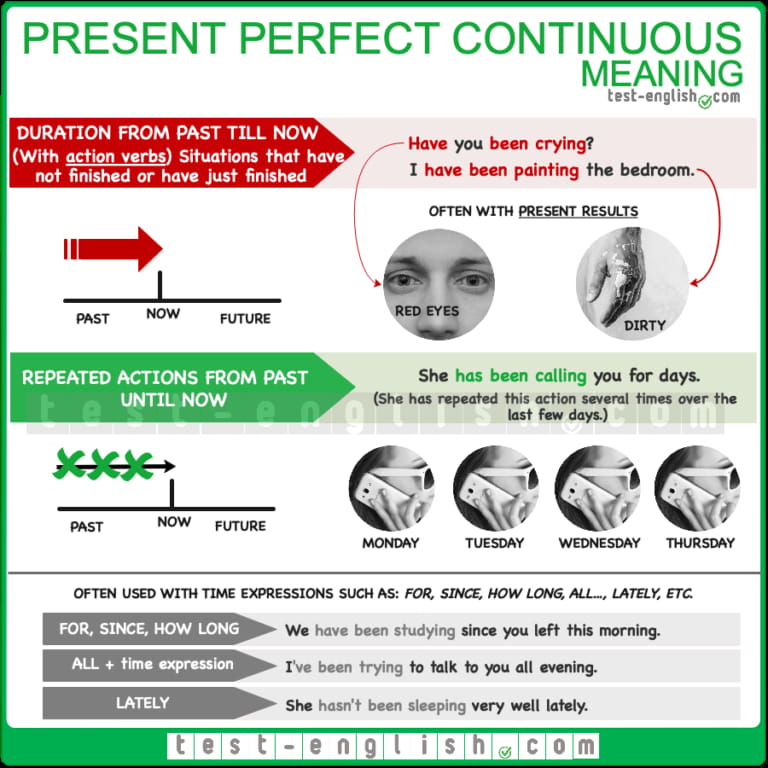 PRESENT PERFECT CONTINUOUS
MEANING
test-english.com
DURATION FROM PAST TILL NOW
(With action verbs) Situations that have
not finished or have just finished
Have you been crying?
I have been painting the bedroom.
OFTEN WITH PRESENT RESULTS
RED EYES
DIRTY
PAST
NOW
FUTURE
REPEATED ACTIONS FROM PAST
UNTIL NOW
She has been calling you for days.
(She has repeated this action several times over the
last few days.)
test-english.com
PAST
NOW
FUTURE
MONDAY
TUESDAY
WEDNESDAY
THURSDAY
OFTEN USED WITH TIME EXPRESSIONS SUCH AS: FOR, SINCE, HOW LONG, ALL…, LATELY, ETC.
FOR, SINCE, HOW LONG
We have been studying since you left this morning.
ALL + time expression
I've been trying to talk to you all evening.
LATELY
She hasn't been sleeping very well lately.
test-english.com